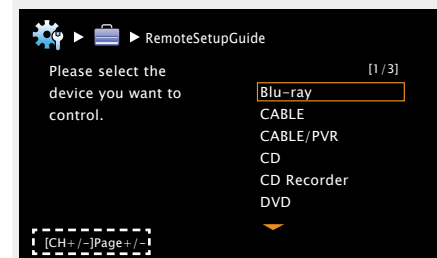 RemoteSetupGuide
Please select the
device you want to
control.
[1/3]
Blu-ray
CABLE
CABLE/PVR
CD
CD Recorder
DVD
[CH+/-]Page+/-